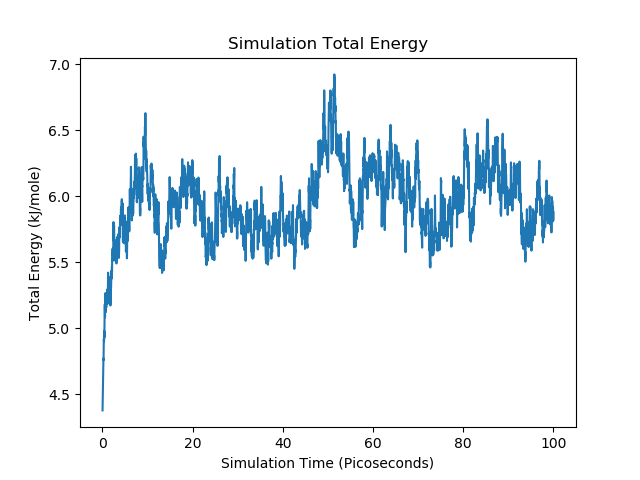 Simulation Total Energy
Total Energy (kJ/mole)
7.0
6.5
6.0
5.5
5.0
4.5
0 20 40 60 80 100
Simulation Time (Picoseconds)